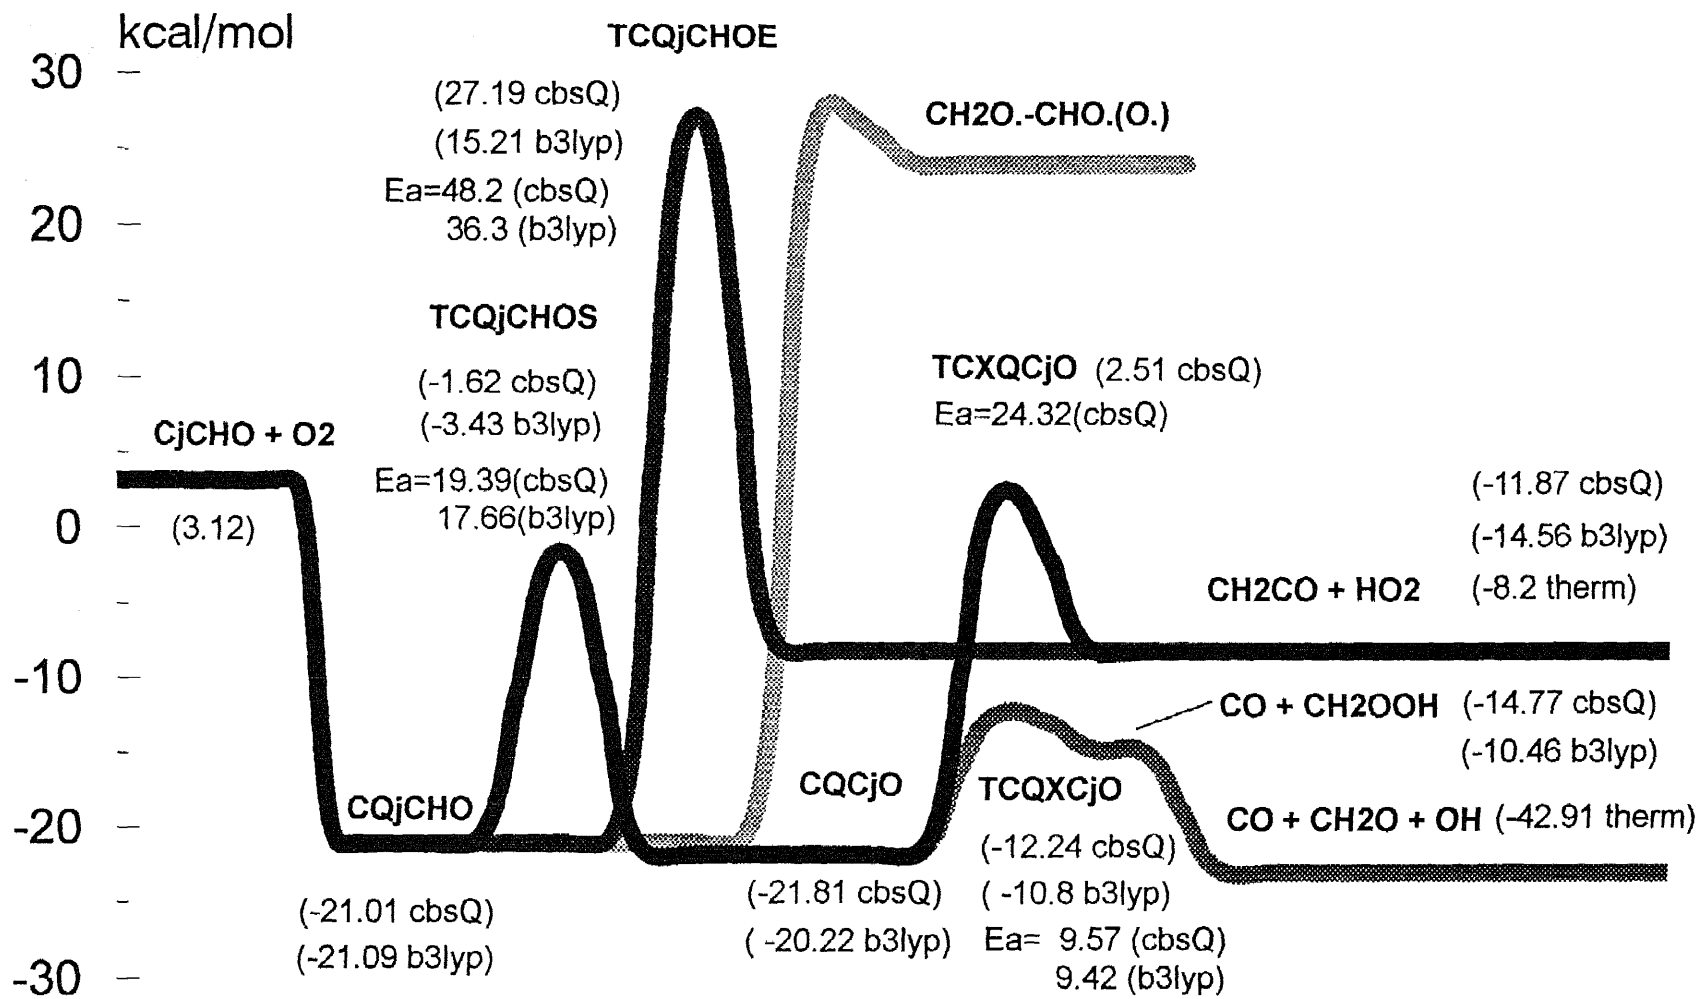 kcal/mol
30
20
10
0
-10
-20
-30
TCQjCHOE
(27.19 cbsQ)
(15.21 b3lyp)
Ea=48.2 (cbsQ)
36.3 (b3lyp)
CH2O.-CHO.(O.)
TCQjCHOS
(-1.62 cbsQ)
(-3.43 b3lyp)
Ea=19.39(cbsQ)
17.66(b3lyp)
TCXQCjO (2.51 cbsQ)
Ea=24.32(cbsQ)
CjCHO + O2
(3.12)
(-11.87 cbsQ)
(-14.56 b3lyp)
CH2CO + HO2 (-8.2 therm)
CO + CH2OOH (-14.77 cbsQ)
(-10.46 b3lyp)
CQjCHO
(-21.01 cbsQ)
(-21.09 b3lyp)
CQCjO
(-21.81 cbsQ)
( -20.22 b3lyp)
TCQXCjO
(-12.24 cbsQ)
( -10.8 b3lyp)
Ea= 9.57 (cbsQ)
9.42 (b3lyp)
CO + CH2O + OH (-42.91 therm)